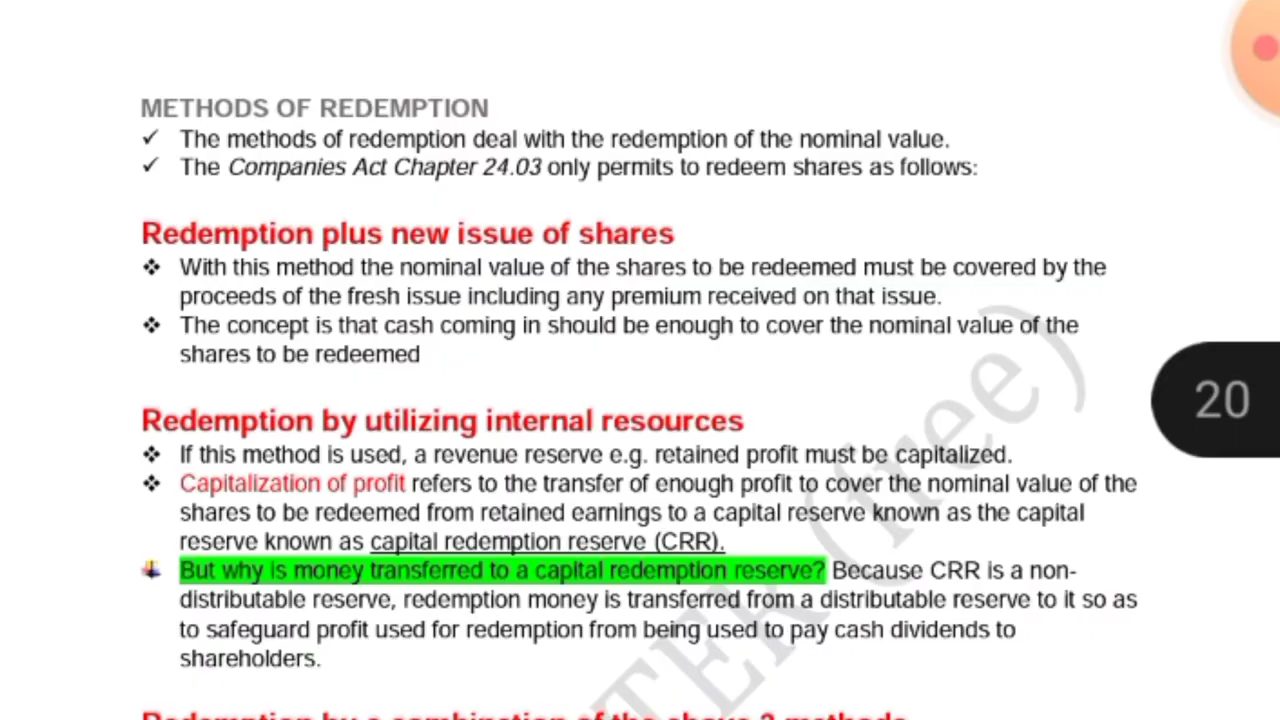 METHODS OF REDEMPTION
✓ The methods of redemption deal with the redemption of the nominal value.
✓ The Companies Act Chapter 24.03 only permits to redeem shares as follows:
Redemption plus new issue of shares
❖ With this method the nominal value of the shares to be redeemed must be covered by the
proceeds of the fresh issue including any premium received on that issue.
❖ The concept is that cash coming in should be enough to cover the nominal value of the
shares to be redeemed
20
Redemption by utilizing internal resources
❖ If this method is used, a revenue reserve e.g. retained profit must be capitalized.
❖ Capitalization of profit refers to the transfer of enough profit to cover the nominal value of the
shares to be redeemed from retained earnings to a capital reserve known as the capital
reserve known as capital redemption reserve (CRR).
But why is money transferred to a capital redemption reserve? Because CRR is a non-
distributable reserve, redemption money is transferred from a distributable reserve to it so as
to safeguard profit used for redemption from being used to pay cash dividends to
shareholders.
Redemption by a combination of the above 2 methods
(free)